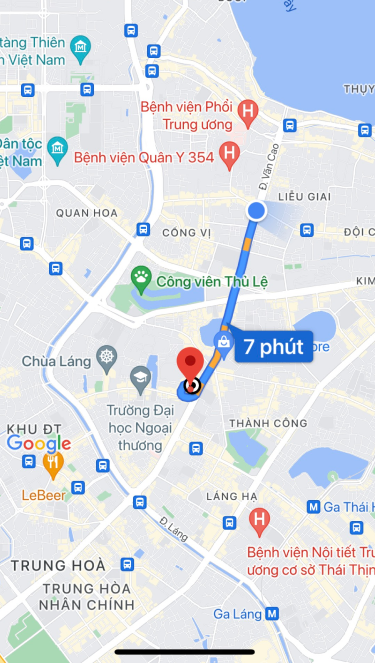 tàng Thiên
n Việt Nam
THỤY
Bệnh viện Phổi
Trung ương
Dân tộc
ệt Nam
Bệnh viện Quân Y 354
Đ. Văn Cao
LIỄU GIAI
QUAN HOA
CỐNG VỊ
ĐỘI C
Công viên Thủ Lệ
KIM
7 phút
ore
Chùa Láng
Trường Đại
học Ngoại
thương
THÀNH CÔNG
KHU ĐT
Google
LeBeer
LÁNG HẠ
Ga Thái H
Đ. Láng
Bệnh viện Nội tiết Tru
ương cơ sở Thái Thịn
TRUNG HOÀ
TRUNG HÒA
NHÂN CHÍNH
Ga Láng